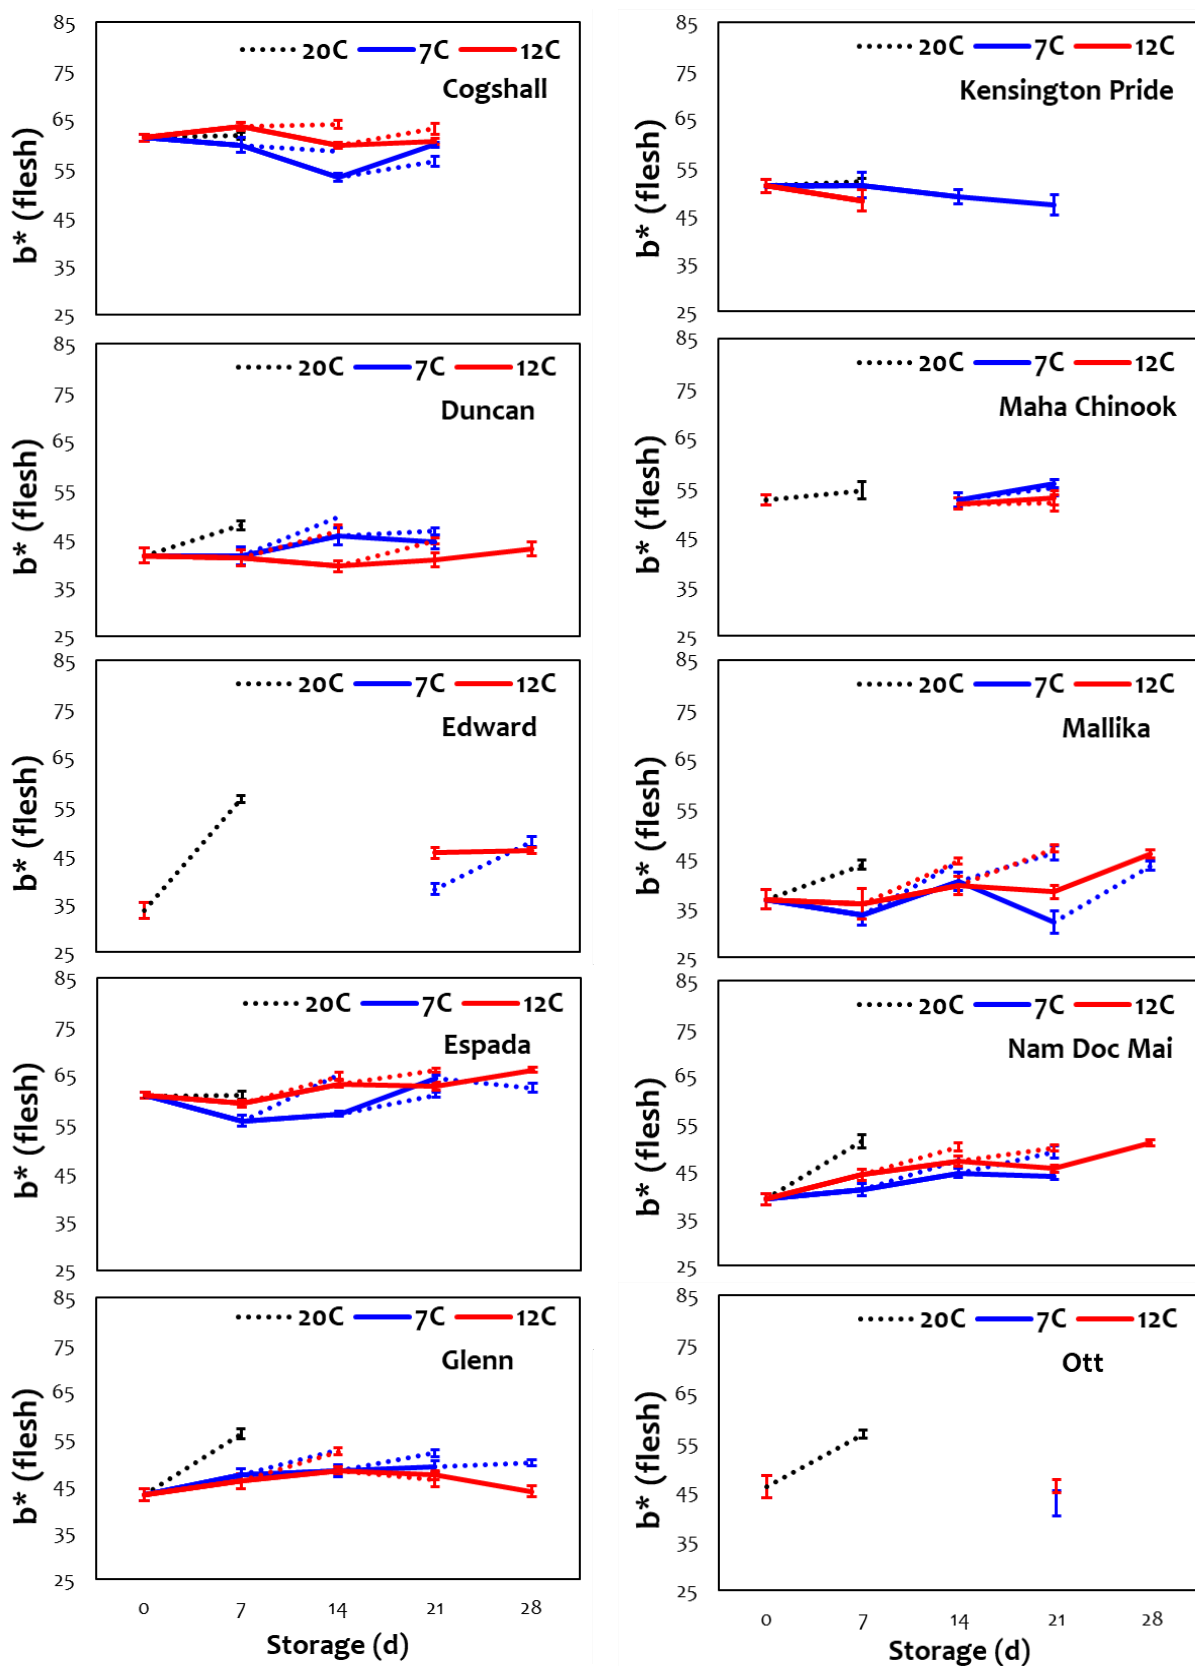 85
75
65
55
45
35
25
b* (flesh)
20C 7C 12C
Cogshall
85
75
65
55
45
35
25
b* (flesh)
20C 7C 12C
Kensington Pride
85
75
65
55
45
35
25
b* (flesh)
20C 7C 12C
Duncan
85
75
65
55
45
35
25
b* (flesh)
20C 7C 12C
Maha Chinook
85
75
65
55
45
35
25
b* (flesh)
20C 7C 12C
Edward
85
75
65
55
45
35
25
b* (flesh)
20C 7C 12C
Mallika
85
75
65
55
45
35
25
b* (flesh)
20C 7C 12C
Espada
85
75
65
55
45
35
25
b* (flesh)
20C 7C 12C
Nam Doc Mai
85
75
65
55
45
35
25
b* (flesh)
20C 7C 12C
Glenn
0 7 14 21 28
Storage (d)
85
75
65
55
45
35
25
b* (flesh)
20C 7C 12C
Ott
0 7 14 21 28
Storage (d)